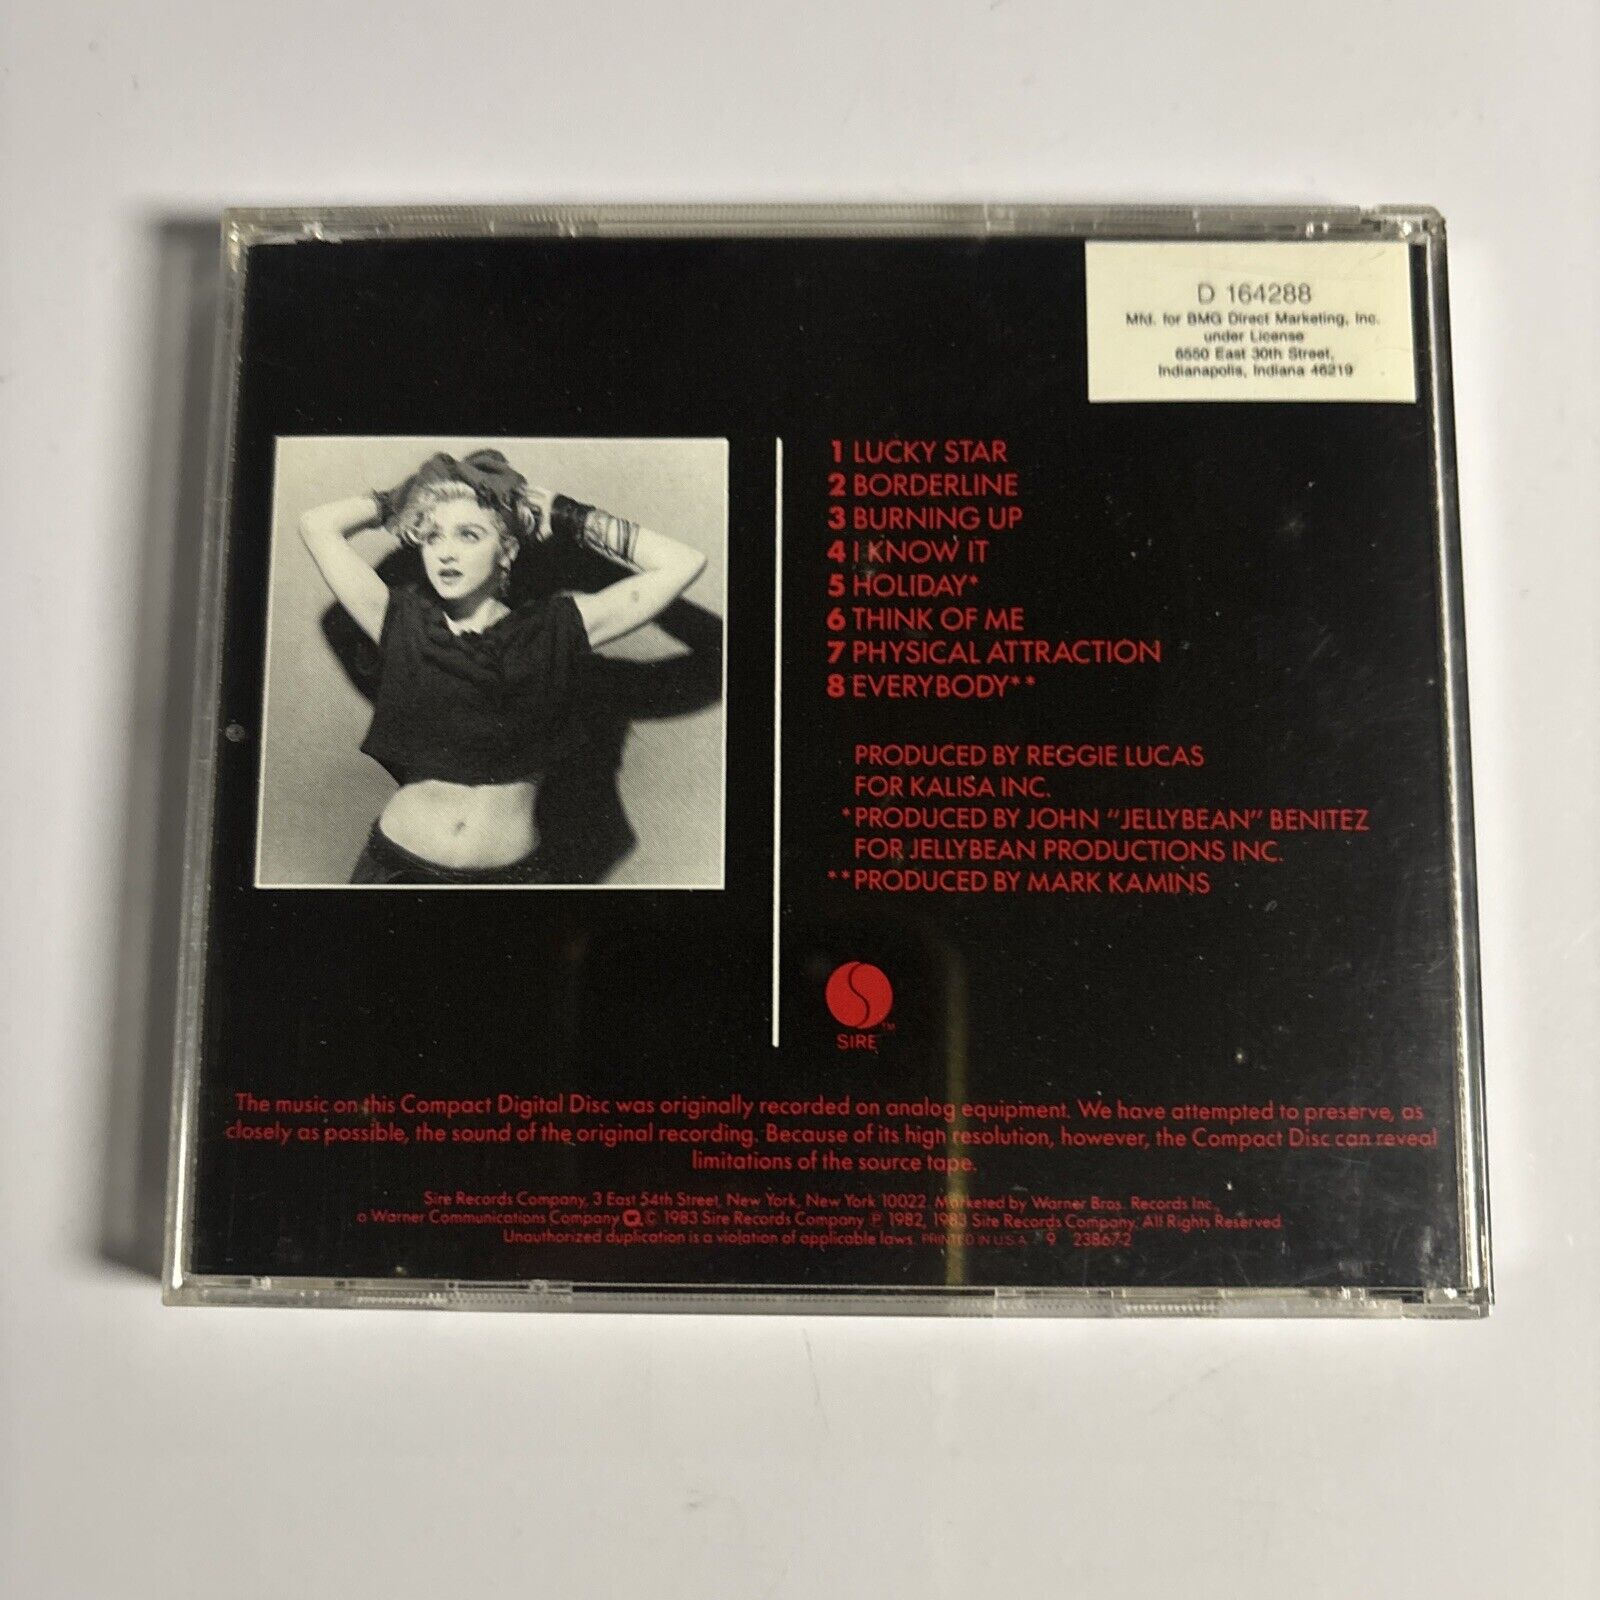 D 164288
Mfd. for BMG Direct Marketing, Inc.
under License
6550 East 30th Street,
Indianapolis, Indiana 46219
1 LUCKY STAR
2 BORDERLINE
3 BURNING UP
4 I KNOW IT
5 HOLIDAY*
6 THINK OF ME
7 PHYSICAL ATTRACTION
8 EVERYBODY**
PRODUCED BY REGGIE LUCAS
FOR KALISA INC.
*PRODUCED BY JOHN "JELLYBEAN" BENITEZ
FOR JELLYBEAN PRODUCTIONS INC.
**PRODUCED BY MARK KAMINS
TM
SIRE
The music on this Compact Digital Disc was originally recorded on analog equipment. We have attempted to preserve, as
closely as possible, the sound of the original recording. Because of its high resolution, however, the Compact Disc can reveal
limitations of the source tape.
Sire Records Company, 3 East 54th Street, New York, New York 10022 Marketed by Warner Bros. Records Inc.,
a Warner Communications Company © 1983 Sire Records Company ℗ 1982, 1983 Sire Records Company. All Rights Reserved.
Unauthorized duplication is a violation of applicable laws. PRINTED IN U.S.A. 9 23867-2